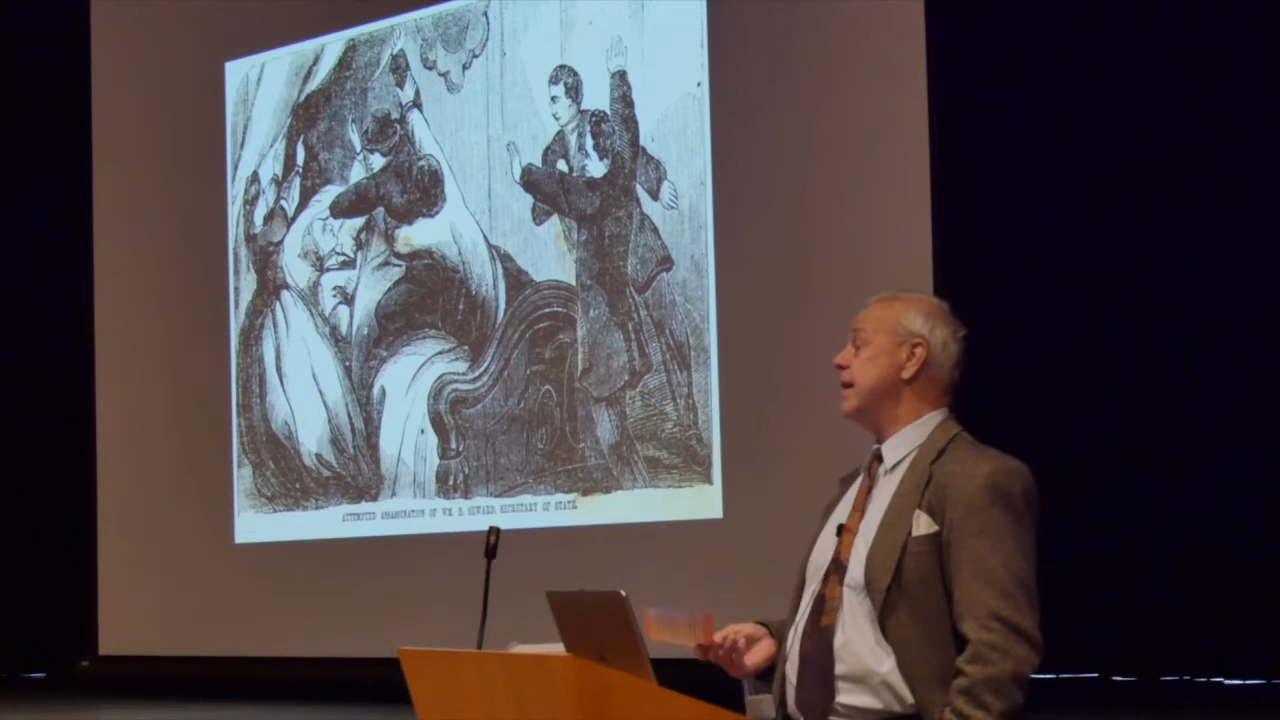 ATTEMPTED ASSASSINATION OF WM. H. SEWARD, SECRETARY OF STATE.